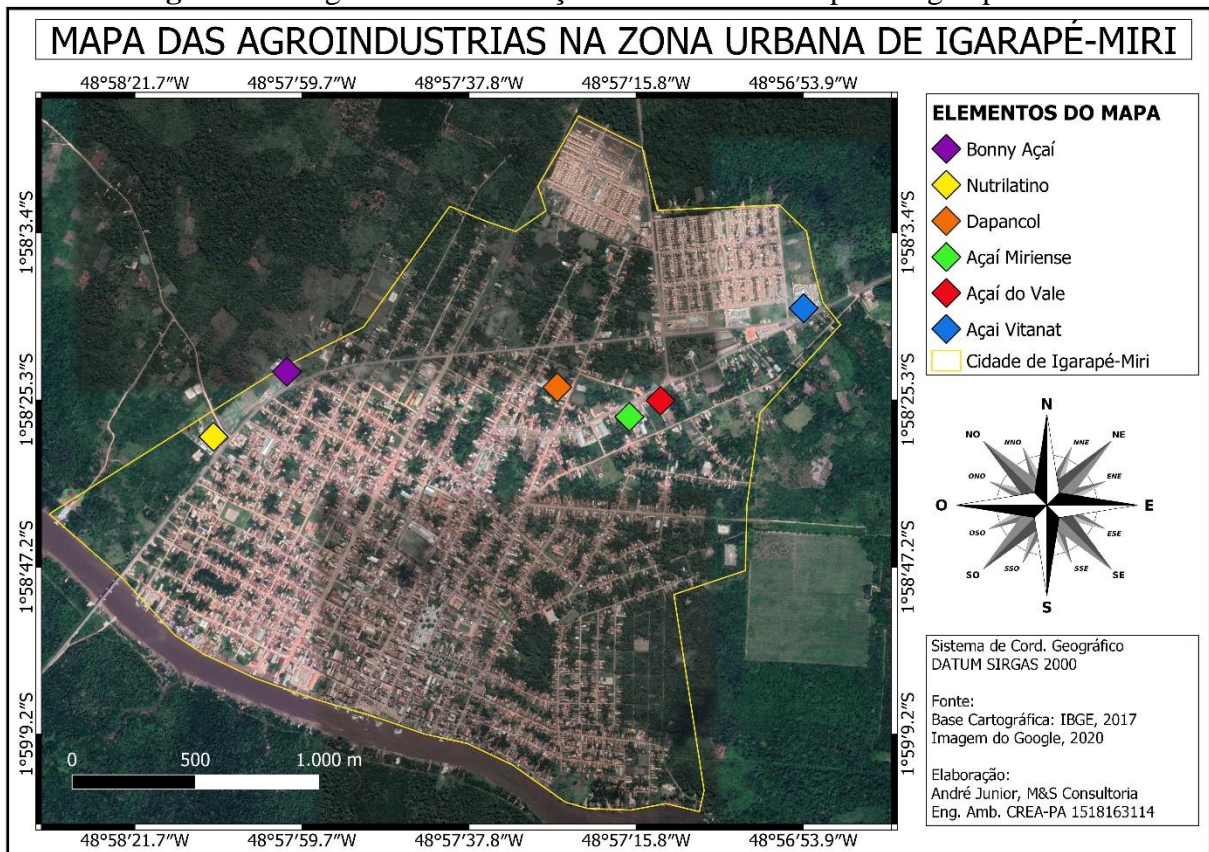 MAPA DAS AGROINDUSTRIAS NA ZONA URBANA DE IGARAPÉ-MIRI
48°58'21.7"W 48°57'59.7"W 48°57'37.8"W 48°57'15.8"W 48°56'53.9"W
1°58'3.4"S 1°58'3.4"S
1°58'25.3"S 1°58'25.3"S
1°58'47.2"S 1°58'47.2"S
1°59'9.2"S 1°59'9.2"S
0 500 1.000 m
48°58'21.7"W 48°57'59.7"W 48°57'37.8"W 48°57'15.8"W 48°56'53.9"W
ELEMENTOS DO MAPA
Bonny Açaí
Nutrilatino
Dapancol
Açaí Miriense
Açaí do Vale
Açai Vitanat
Cidade de Igarapé-Miri
N
NO NNO NNE NE
ONO ENE
O E
OSO ESE
SO SSO SSE SE
S
Sistema de Cord. Geográfico
DATUM SIRGAS 2000
Fonte:
Base Cartográfica: IBGE, 2017
Imagem do Google, 2020
Elaboração:
André Junior, M&S Consultoria
Eng. Amb. CREA-PA 1518163114